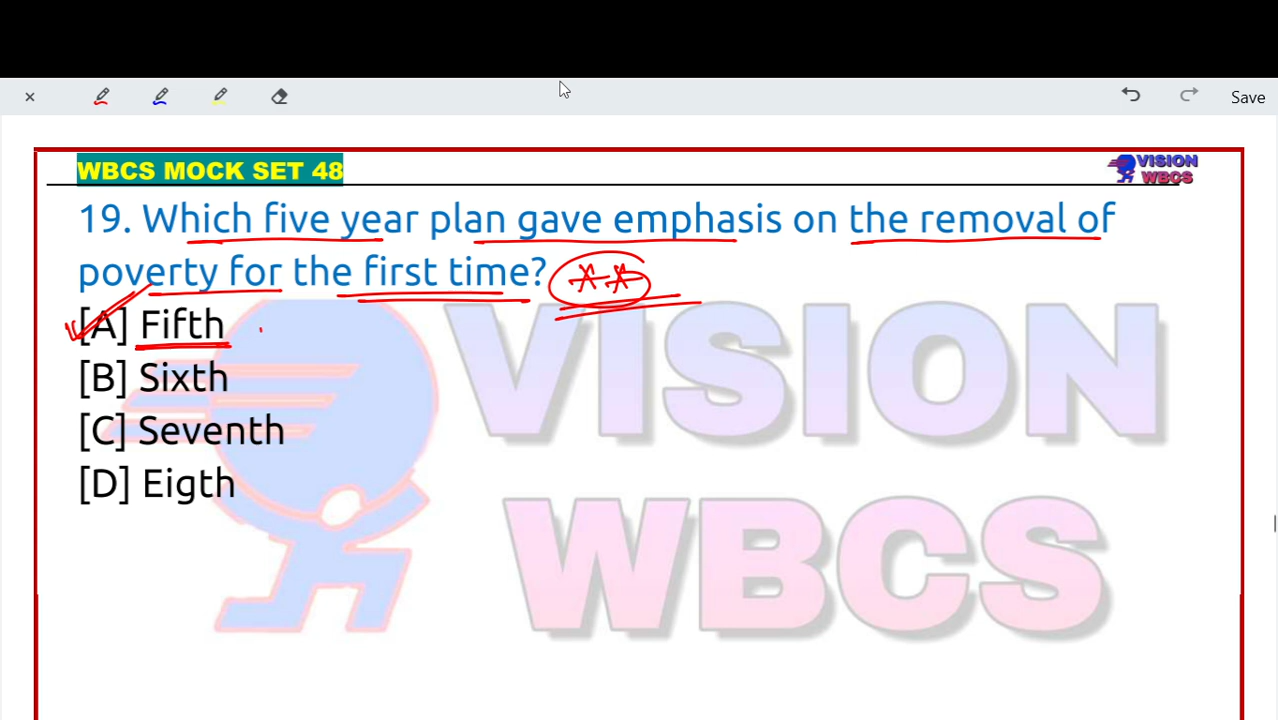 Save
WBCS MOCK SET 48
VISION
WBCS
19. Which five year plan gave emphasis on the removal of
poverty for the first time?
[A] Fifth
[B] Sixth
[C] Seventh
[D] Eigth
VISION
WBCS